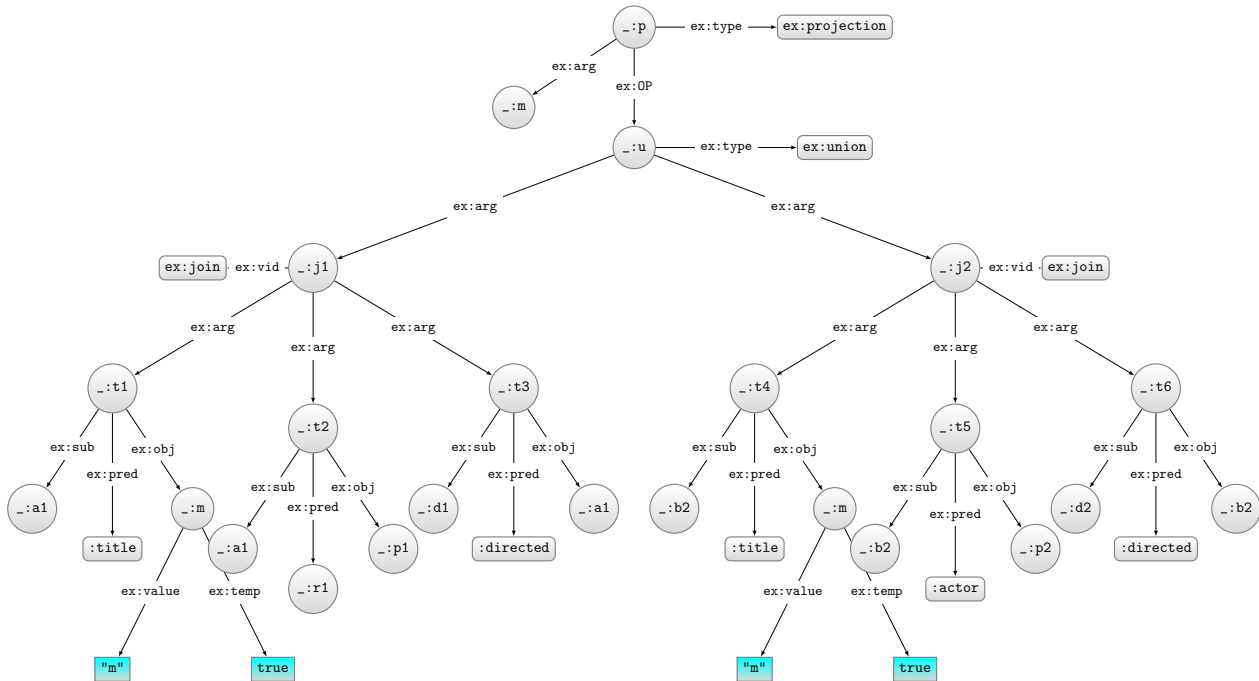 _:p ex:type ex:projection
ex:arg
ex:OP
_:m
_:u ex:type ex:union
ex:arg ex:arg
ex:join ex:vid _:j1 _:j2 ex:vid ex:join
ex:arg ex:arg ex:arg ex:arg
ex:arg ex:arg
_:t1 _:t3 _:t4 _:t6
_:t2 _:t5
ex:sub ex:obj ex:sub ex:obj ex:sub ex:obj ex:sub ex:obj
ex:pred ex:pred ex:pred ex:pred
ex:sub ex:obj ex:sub ex:obj
ex:pred ex:pred
_:a1 _:m _:d1 _:a1 _:b2 _:m _:d2 _:b2
:title _:a1 _:p1 :directed :title _:b2 _:p2 :directed
_:r1 :actor
ex:value ex:temp ex:value ex:temp
"m" true "m" true